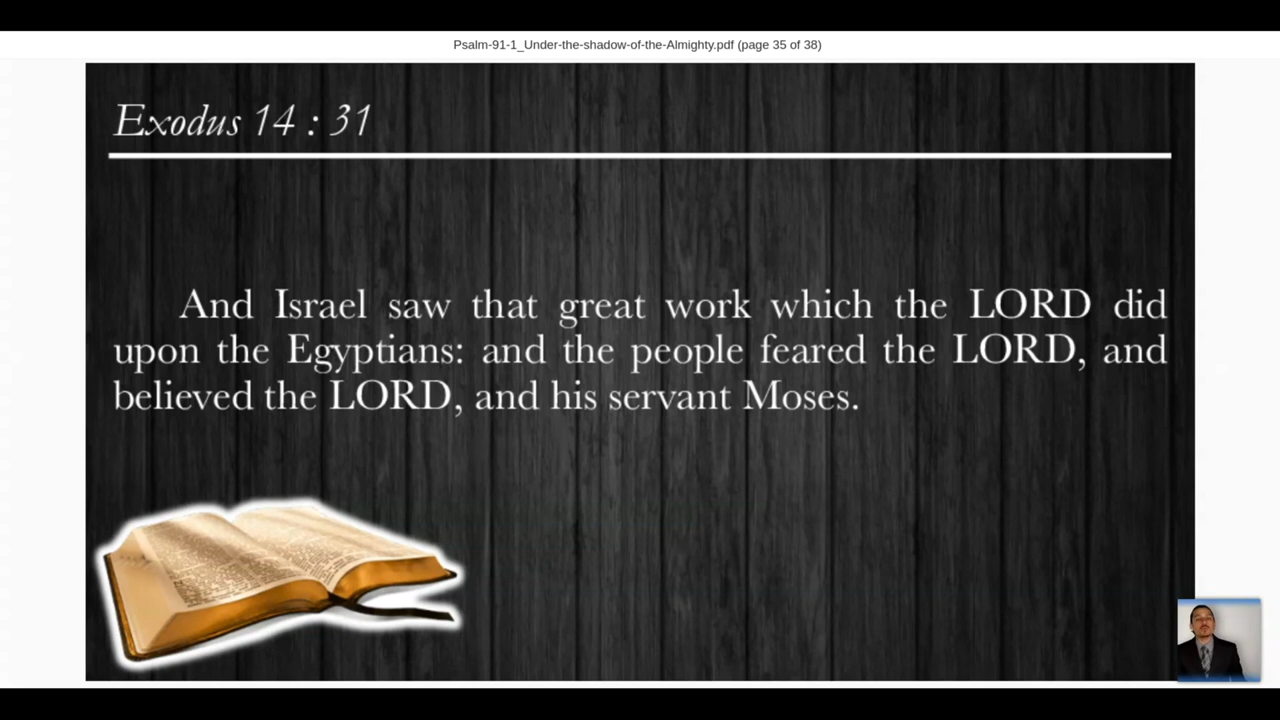 Psalm-91-1_Under-the-shadow-of-the-Almighty.pdf (page 35 of 38)
Exodus 14 : 31
And Israel saw that great work which the LORD did
upon the Egyptians: and the people feared the LORD, and
believed the LORD, and his servant Moses.